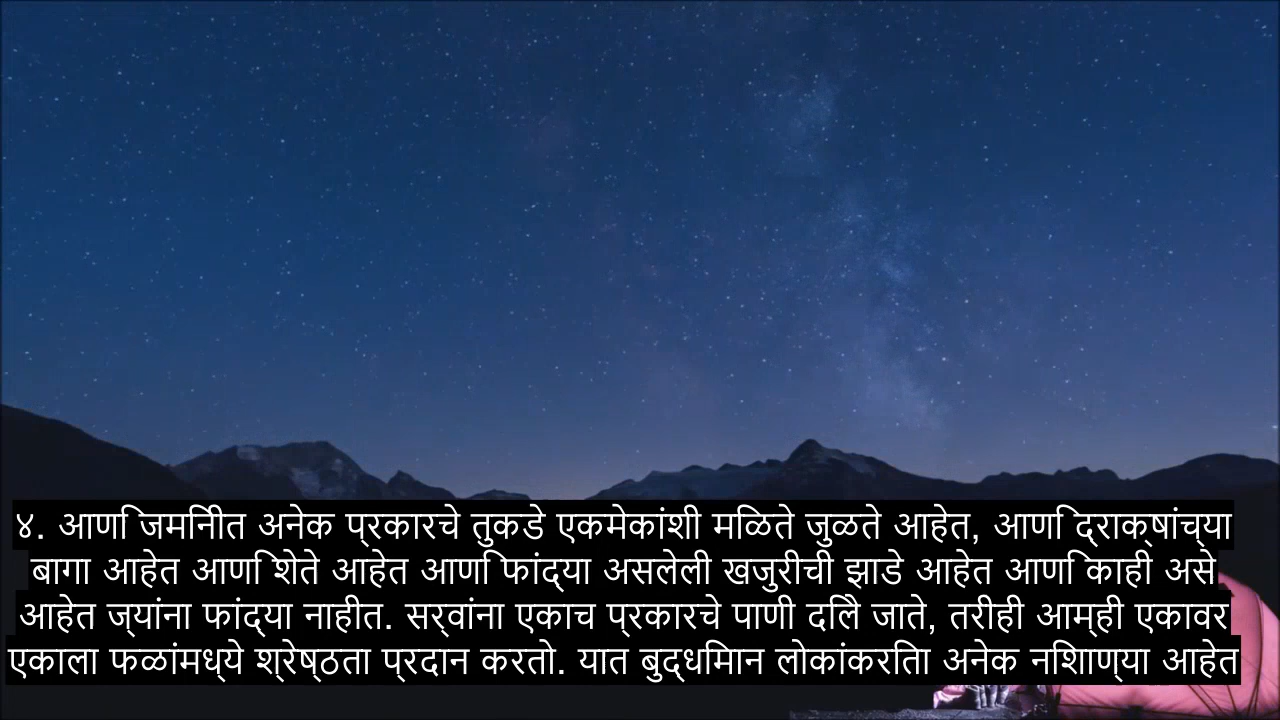 ४. आणि जमिनीत अनेक प्रकारचे तुकडे एकमेकांशी मिळते जुळते आहेत, आणि द्राक्षांच्या
बागा आहेत आणि शेते आहेत आणि फांद्या असलेली खजुरीची झाडे आहेत आणि काही असे
आहेत ज्यांना फांद्या नाहीत. सर्वांना एकाच प्रकारचे पाणी दिले जाते, तरीही आम्ही एकावर
एकाला फळांमध्ये श्रेष्ठता प्रदान करतो. यात बुद्धिमान लोकांकरिता अनेक निशाण्या आहेत